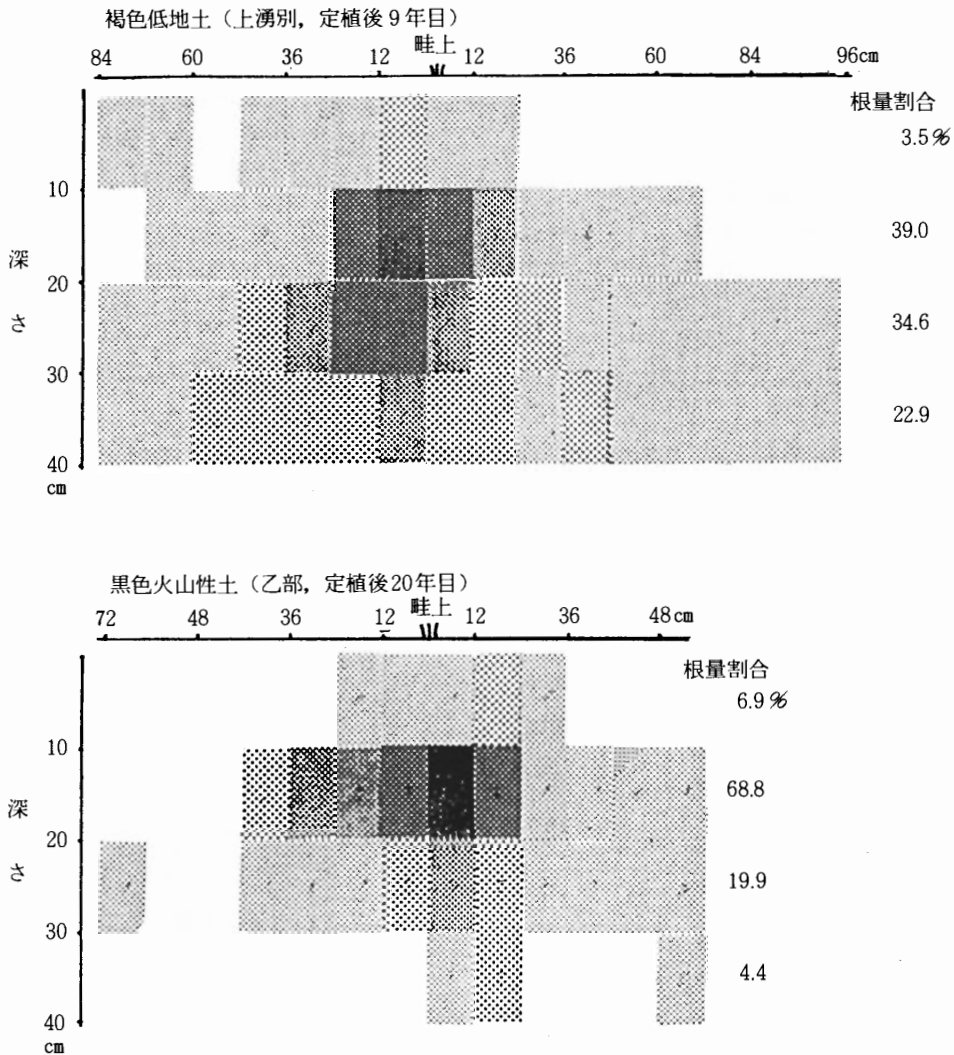 褐色低地土（上湧別，定植後9年目）
畦上
84 60 36 12 12 36 60 84 96cm
根量割合
3.5％
10
39.0
深さ
20
34.6
30
22.9
40
cm
黒色火山性土（乙部，定植後20年目）
畦上
72 48 36 12 12 36 48cm
根量割合
6.9％
10
68.8
深さ
20
19.9
30
4.4
40
cm